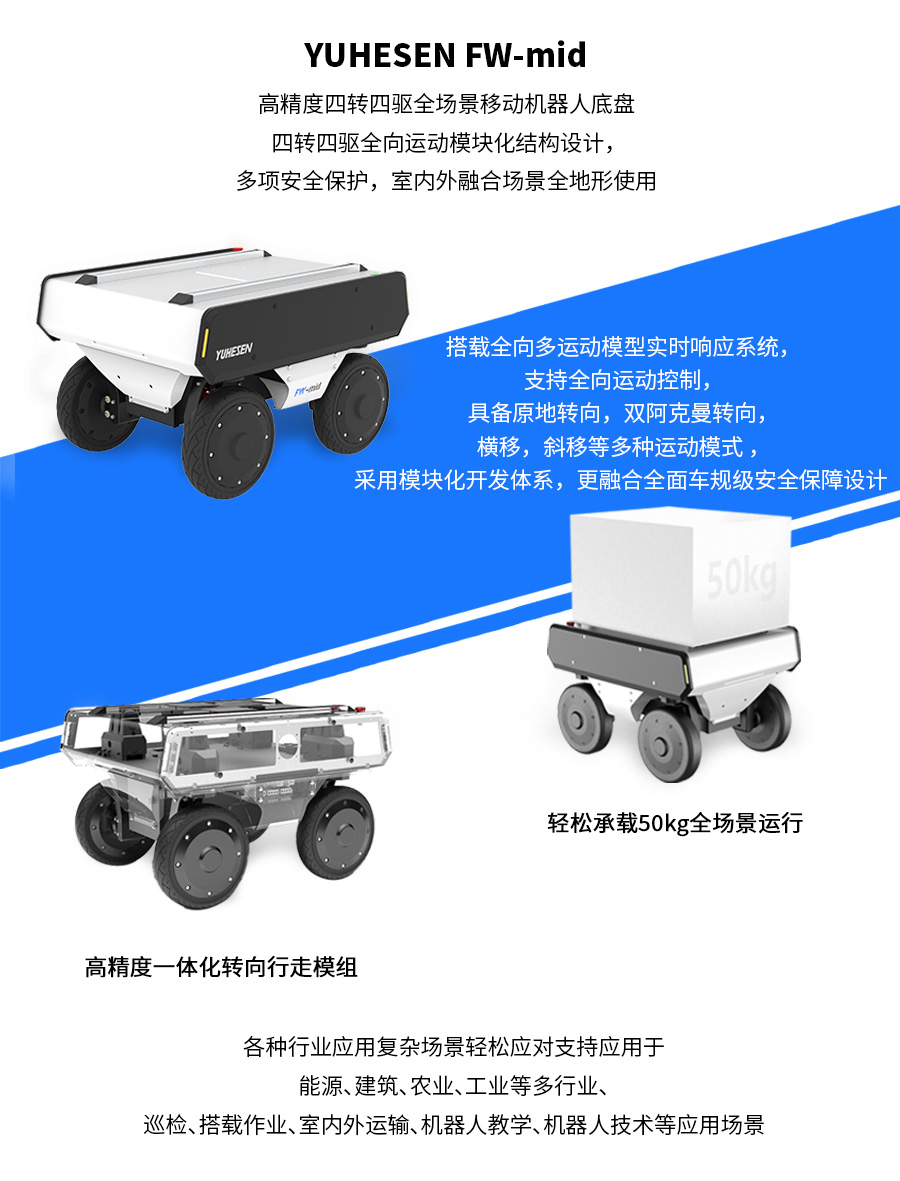 YUHESEN FW-mid
高精度四转四驱全场景移动机器人底盘
四转四驱全向运动模块化结构设计，
多项安全保护，室内外融合场景全地形使用
YUHESEN
FW-mid
搭载全向多运动模型实时响应系统，
支持全向运动控制，
具备原地转向，双阿克曼转向，
横移，斜移等多种运动模式，
采用模块化开发体系，更融合全面车规级安全保障设计
50kg
轻松承载50kg全场景运行
高精度一体化转向行走模组
各种行业应用复杂场景轻松应对支持应用于
能源、建筑、农业、工业等多行业、
巡检、搭载作业、室内外运输、机器人教学、机器人技术等应用场景